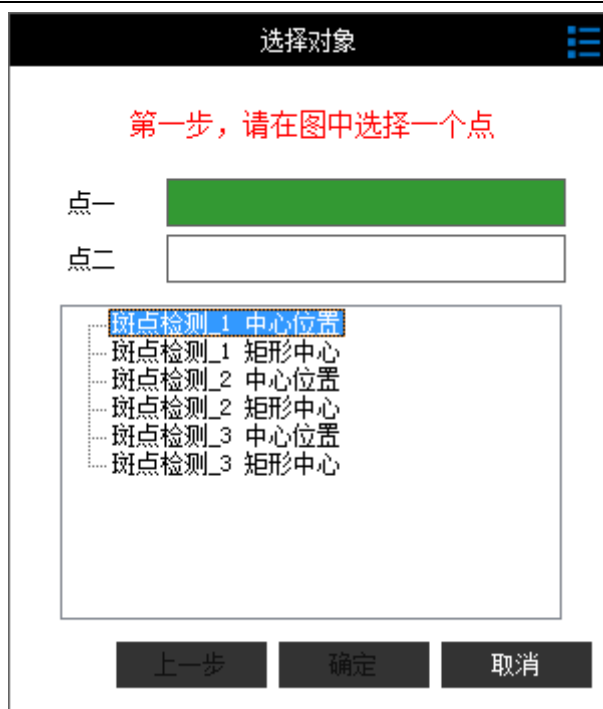 选择对象
第一步，请在图中选择一个点
点一
点二
斑点检测_1 中心位置
斑点检测_1 矩形中心
斑点检测_2 中心位置
斑点检测_2 矩形中心
斑点检测_3 中心位置
斑点检测_3 矩形中心
上一步 确定 取消